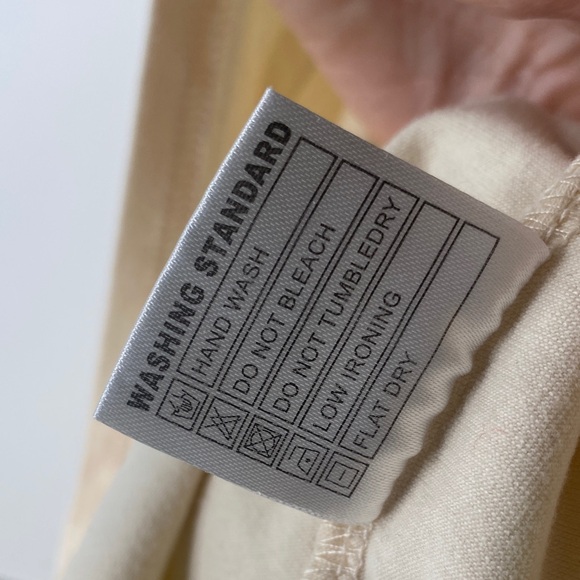 WASHING STANDARD
HAND WASH
DO NOT BLEACH
DO NOT TUMBLEDRY
LOW IRONING
FLAT DRY